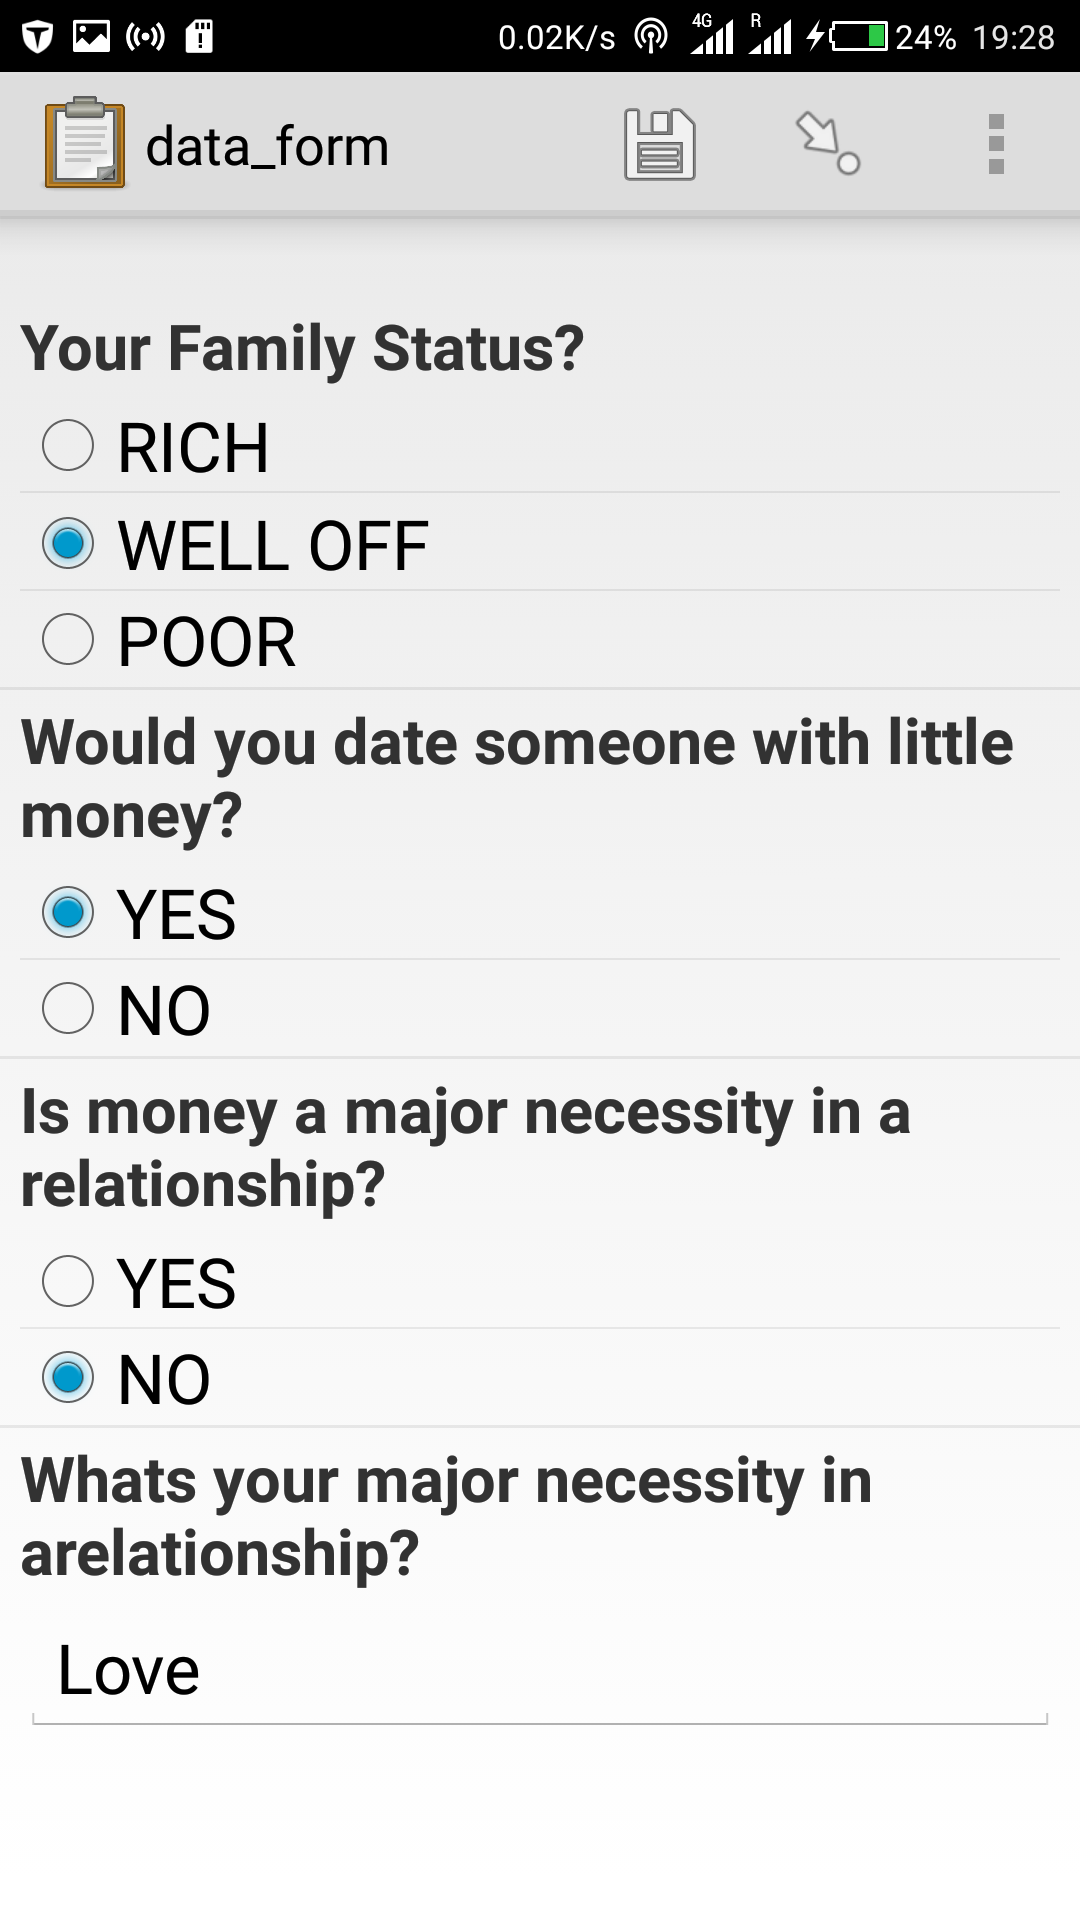 0.02K/s 4G R 24% 19:28
data_form
Your Family Status?
RICH
WELL OFF
POOR
Would you date someone with little
money?
YES
NO
Is money a major necessity in a
relationship?
YES
NO
Whats your major necessity in
arelationship?
Love